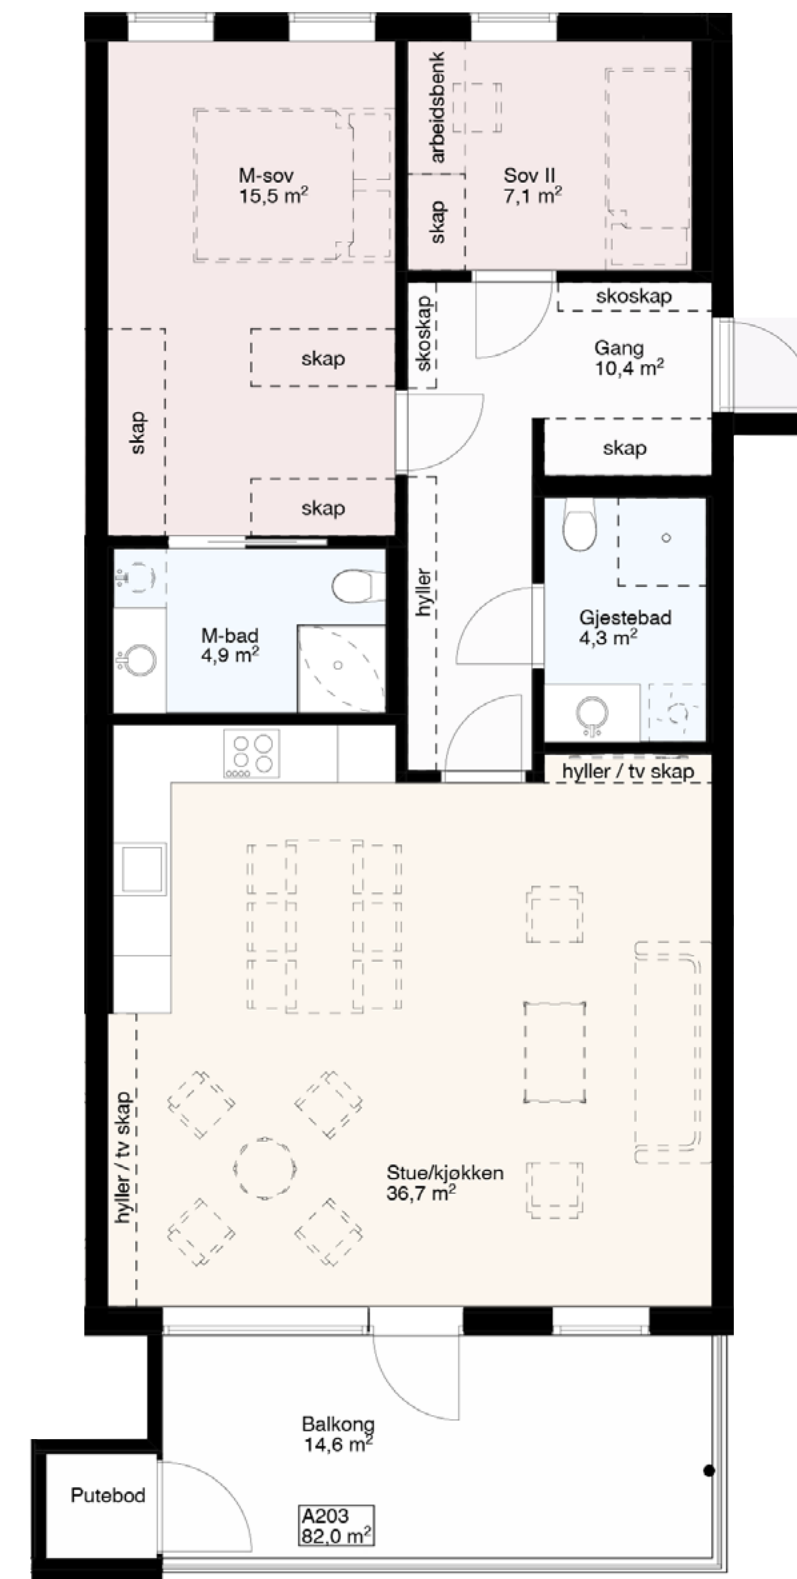 arbeidsbenk
M-sov
15,5 m²
Sov II
7,1 m²
skap
skoskap
skoskap
Gang
10,4 m²
skap
skap
skap
skap
hyller
M-bad
4,9 m²
Gjestebad
4,3 m²
hyller / tv skap
hyller / tv skap
Stue/kjøkken
36,7 m²
Balkong
14,6 m²
Putebod
A203
82,0 m²